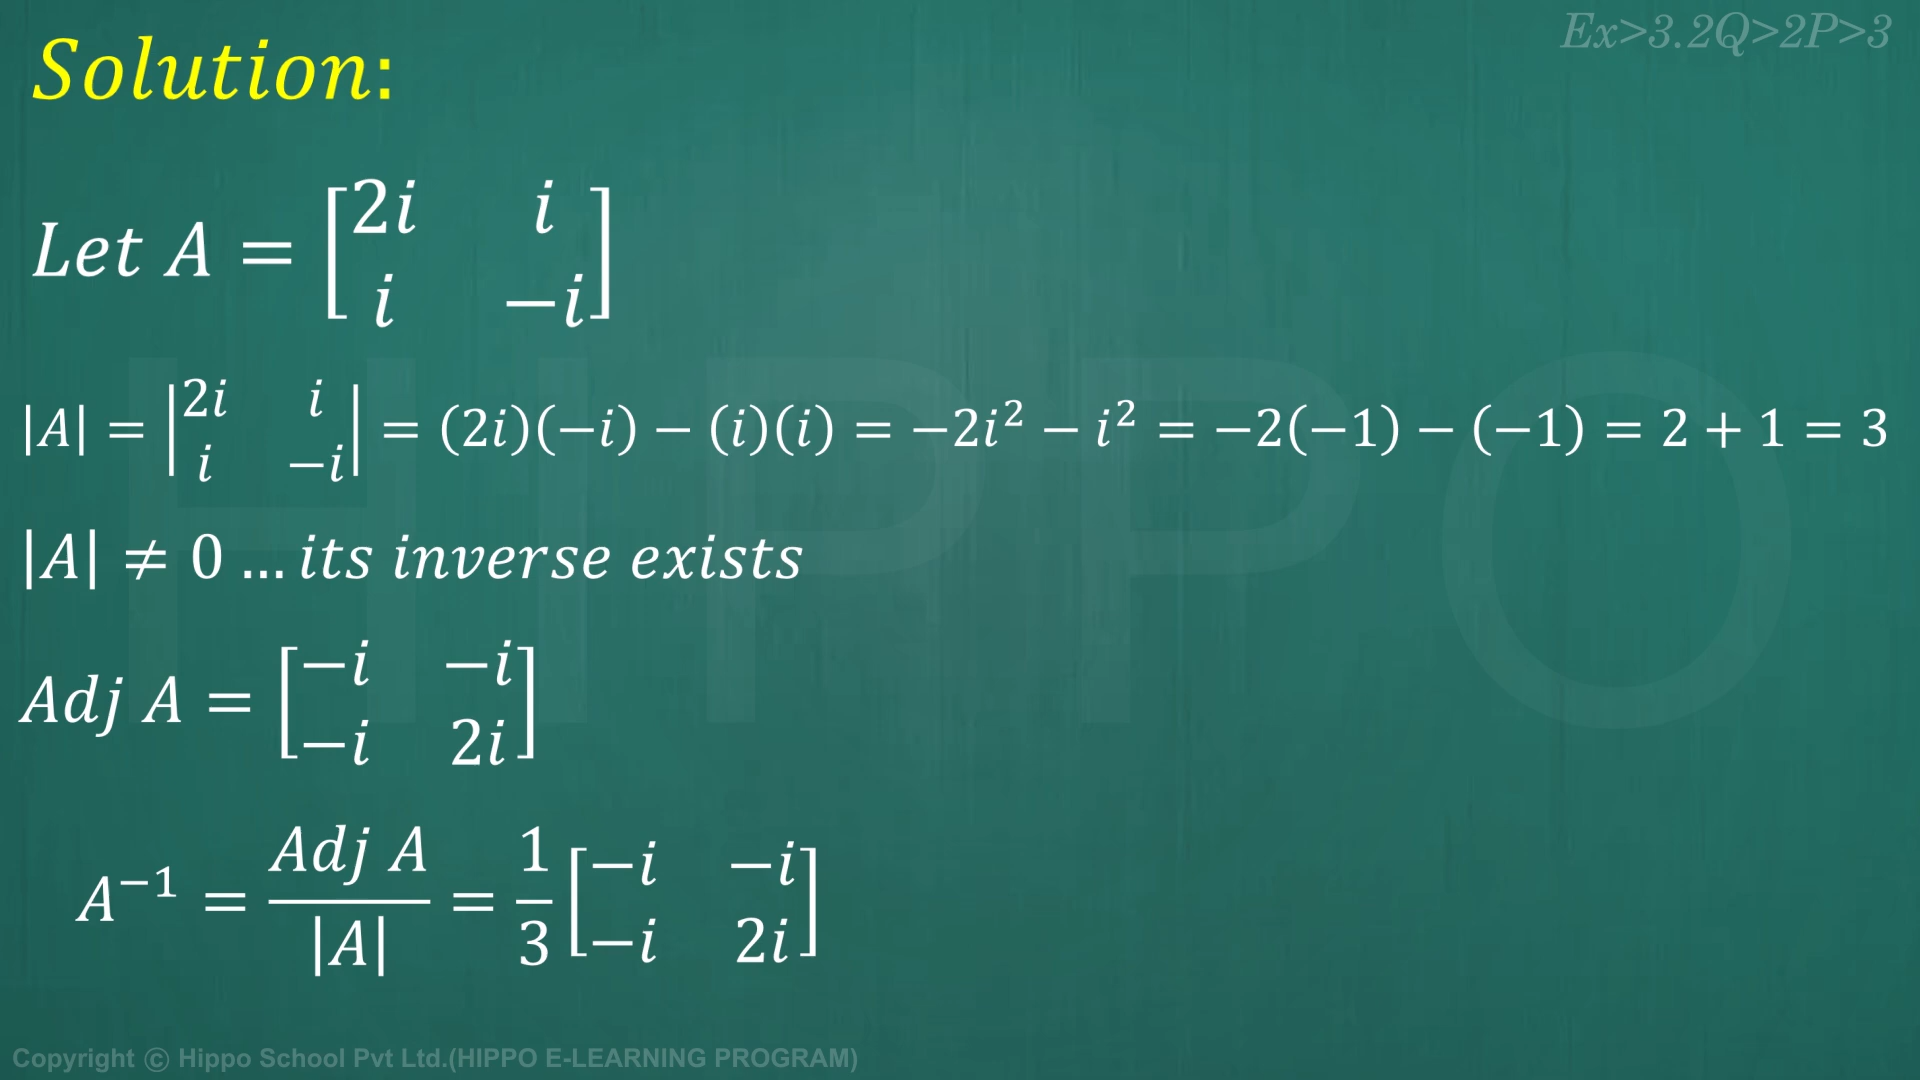 Ex>3.2Q>2P>3
Solution:
Let A = [2i i; i −i]
|A| = |2i i; i −i| = (2i)(−i) − (i)(i) = −2i² − i² = −2(−1) − (−1) = 2 + 1 = 3
|A| ≠ 0 … its inverse exists
Adj A = [−i −i; −i 2i]
A⁻¹ = Adj A / |A| = 1/3 [−i −i; −i 2i]
HIPPO
Copyright © Hippo School Pvt Ltd.(HIPPO E-LEARNING PROGRAM)